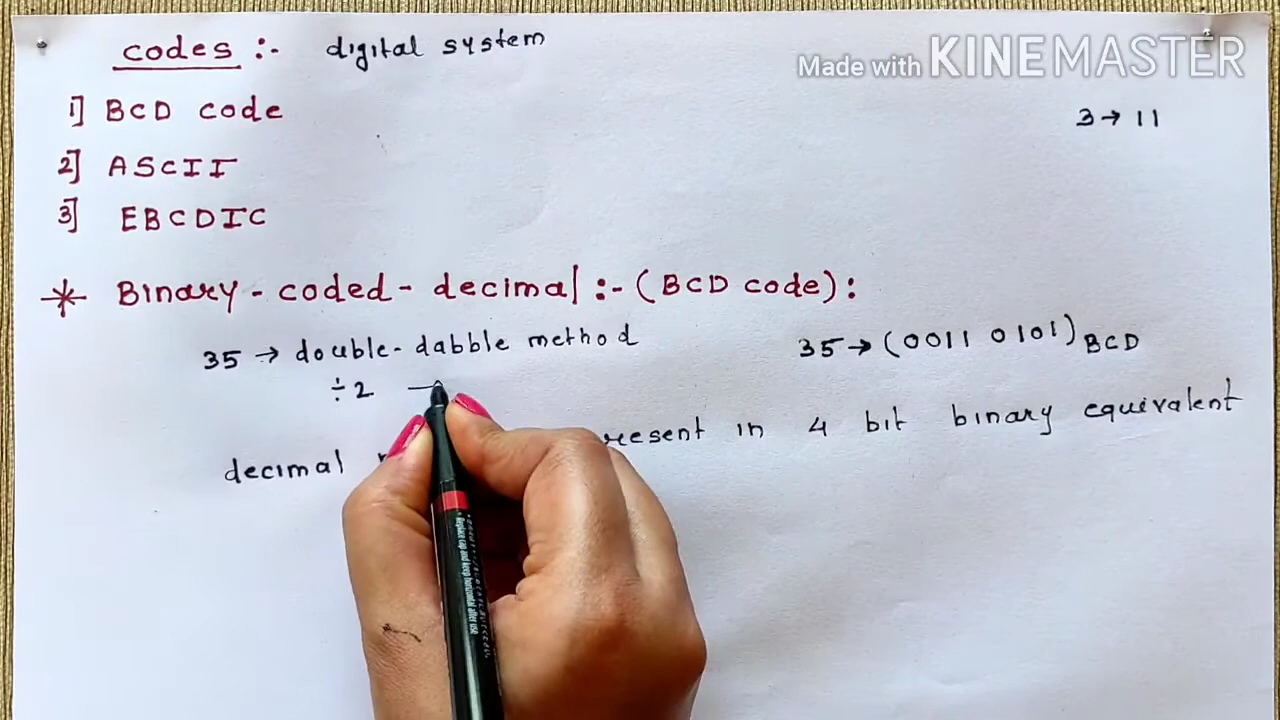 codes :- digital system
Made with KINEMASTER
1] BCD code
3 → 11
2] ASCII
3] EBCDIC
* Binary-coded-decimal :- (BCD code) :
35 → double-dabble method
35 → (0011 0101)BCD
÷2 —
decimal in 4 bit binary equivalent